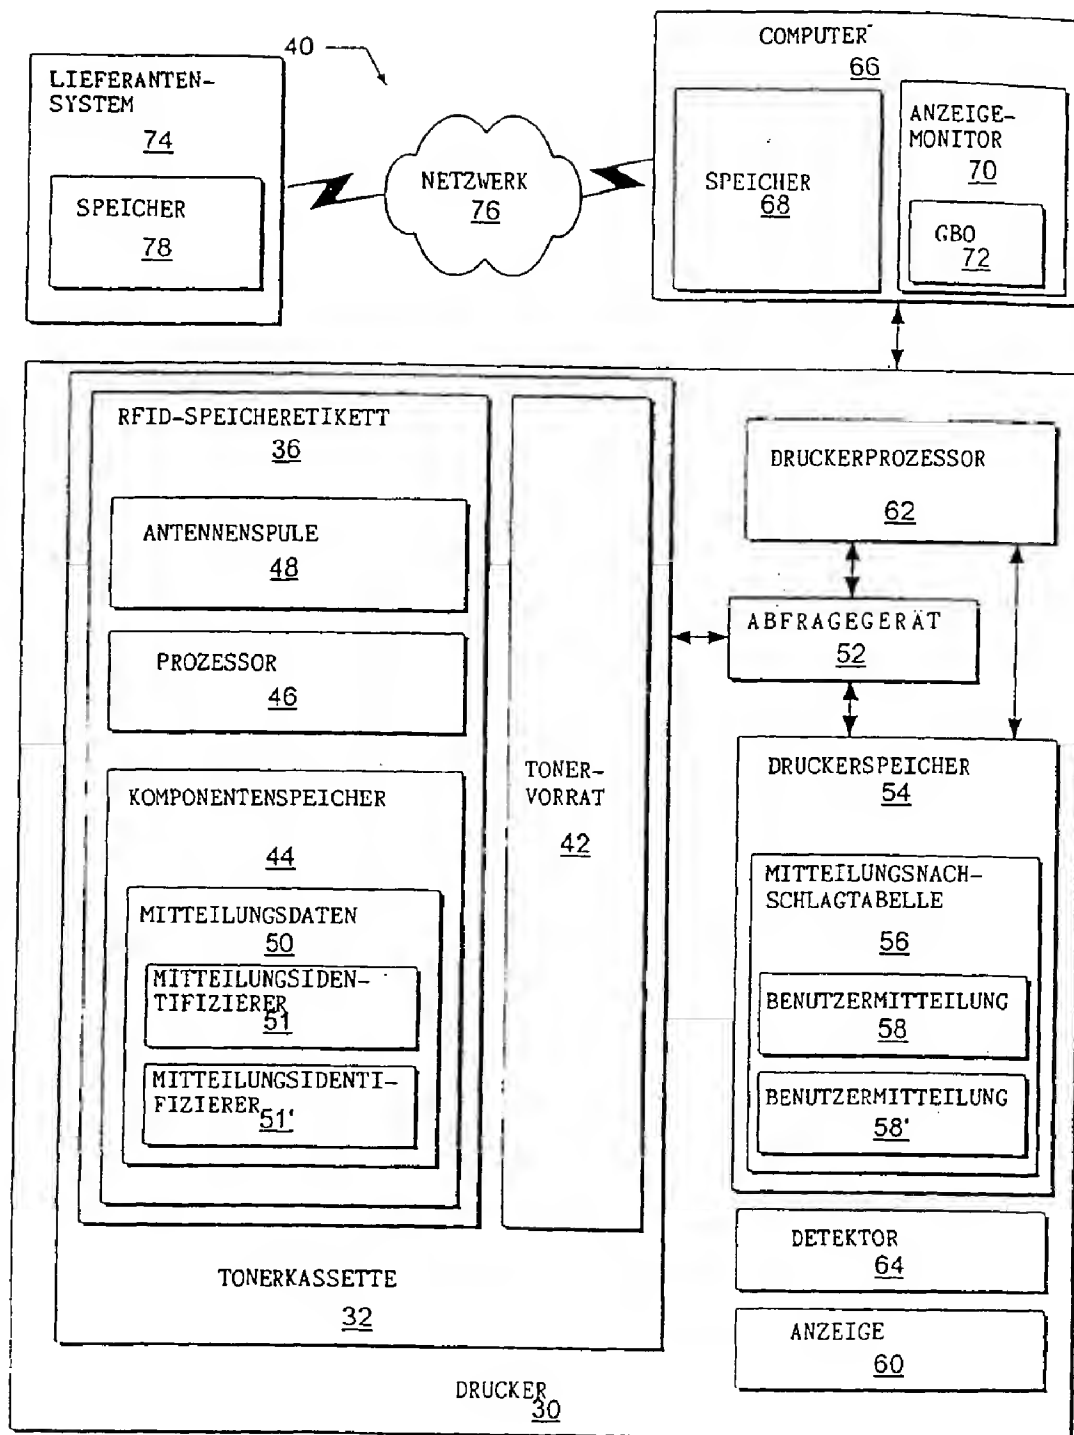 40
LIEFERANTEN-
SYSTEM
74
SPEICHER
78
NETZWERK
76
COMPUTER
66
SPEICHER
68
ANZEIGE-
MONITOR
70
GBO
72
RFID-SPEICHERETIKETT
36
ANTENNENSPULE
48
PROZESSOR
46
KOMPONENTENSPEICHER
44
MITTEILUNGSDATEN
50
MITTEILUNGSIDEN-
TIFIZIERER
51
MITTEILUNGSIDENTI-
FIZIERER
51'
TONER-
VORRAT
42
TONERKASSETTE
32
DRUCKERPROZESSOR
62
ABFRAGEGERÄT
52
DRUCKERSPEICHER
54
MITTEILUNGSNACH-
SCHLAGTABELLE
56
BENUTZERMITTEILUNG
58
BENUTZERMITTEILUNG
58'
DETEKTOR
64
ANZEIGE
60
DRUCKER
30